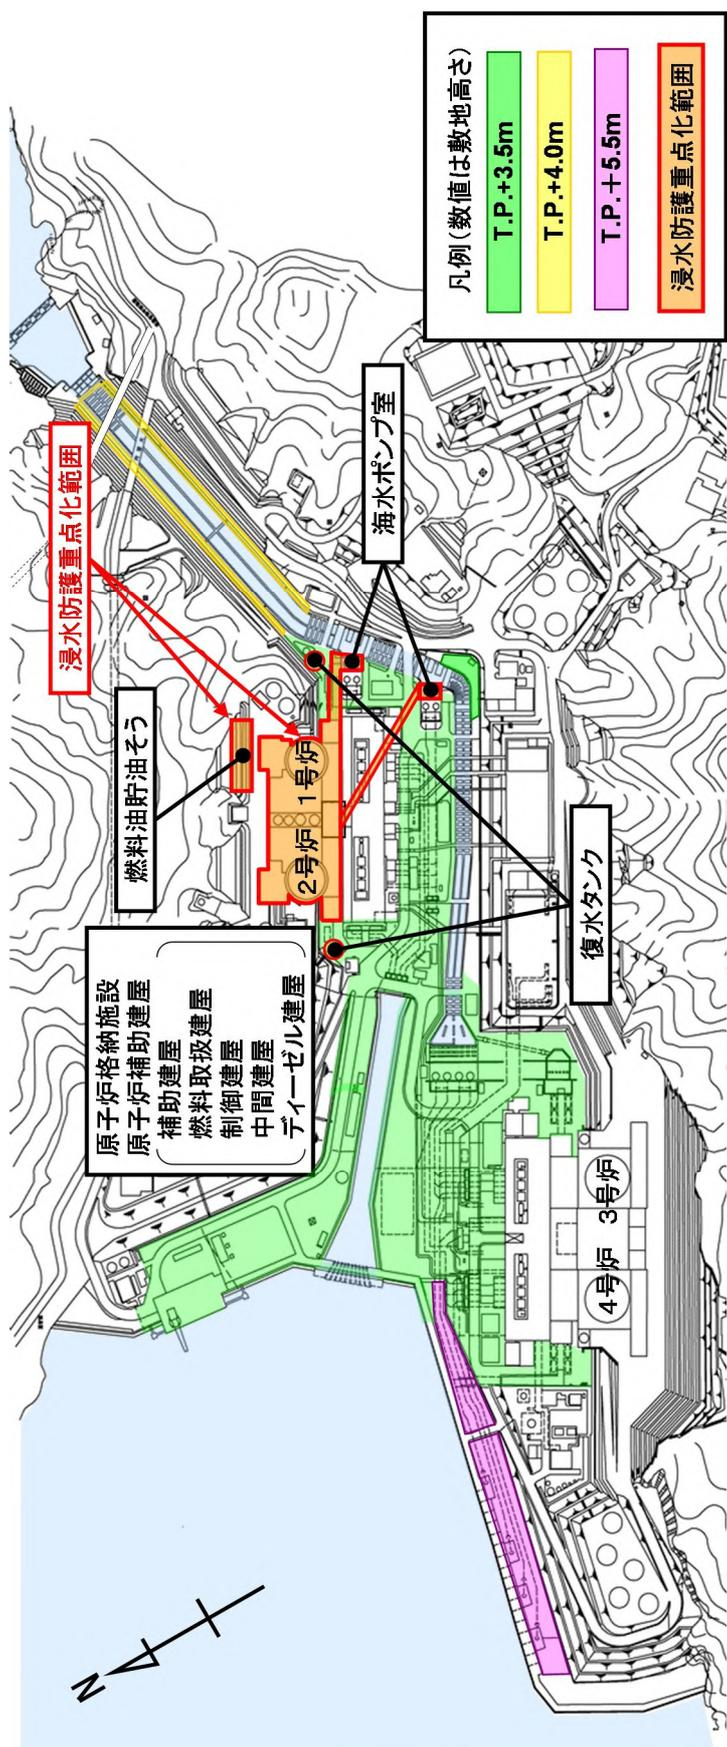 N
原子炉格納施設
原子炉補助建屋
補助建屋
燃料取扱建屋
制御建屋
中間建屋
ディーゼル建屋
燃料油貯油そう
浸水防護重点化範囲
2号炉
1号炉
海水ポンプ室
復水タンク
4号炉
3号炉
凡例(数値は敷地高さ)
T.P.+3.5m
T.P.+4.0m
T.P.+5.5m
浸水防護重点化範囲